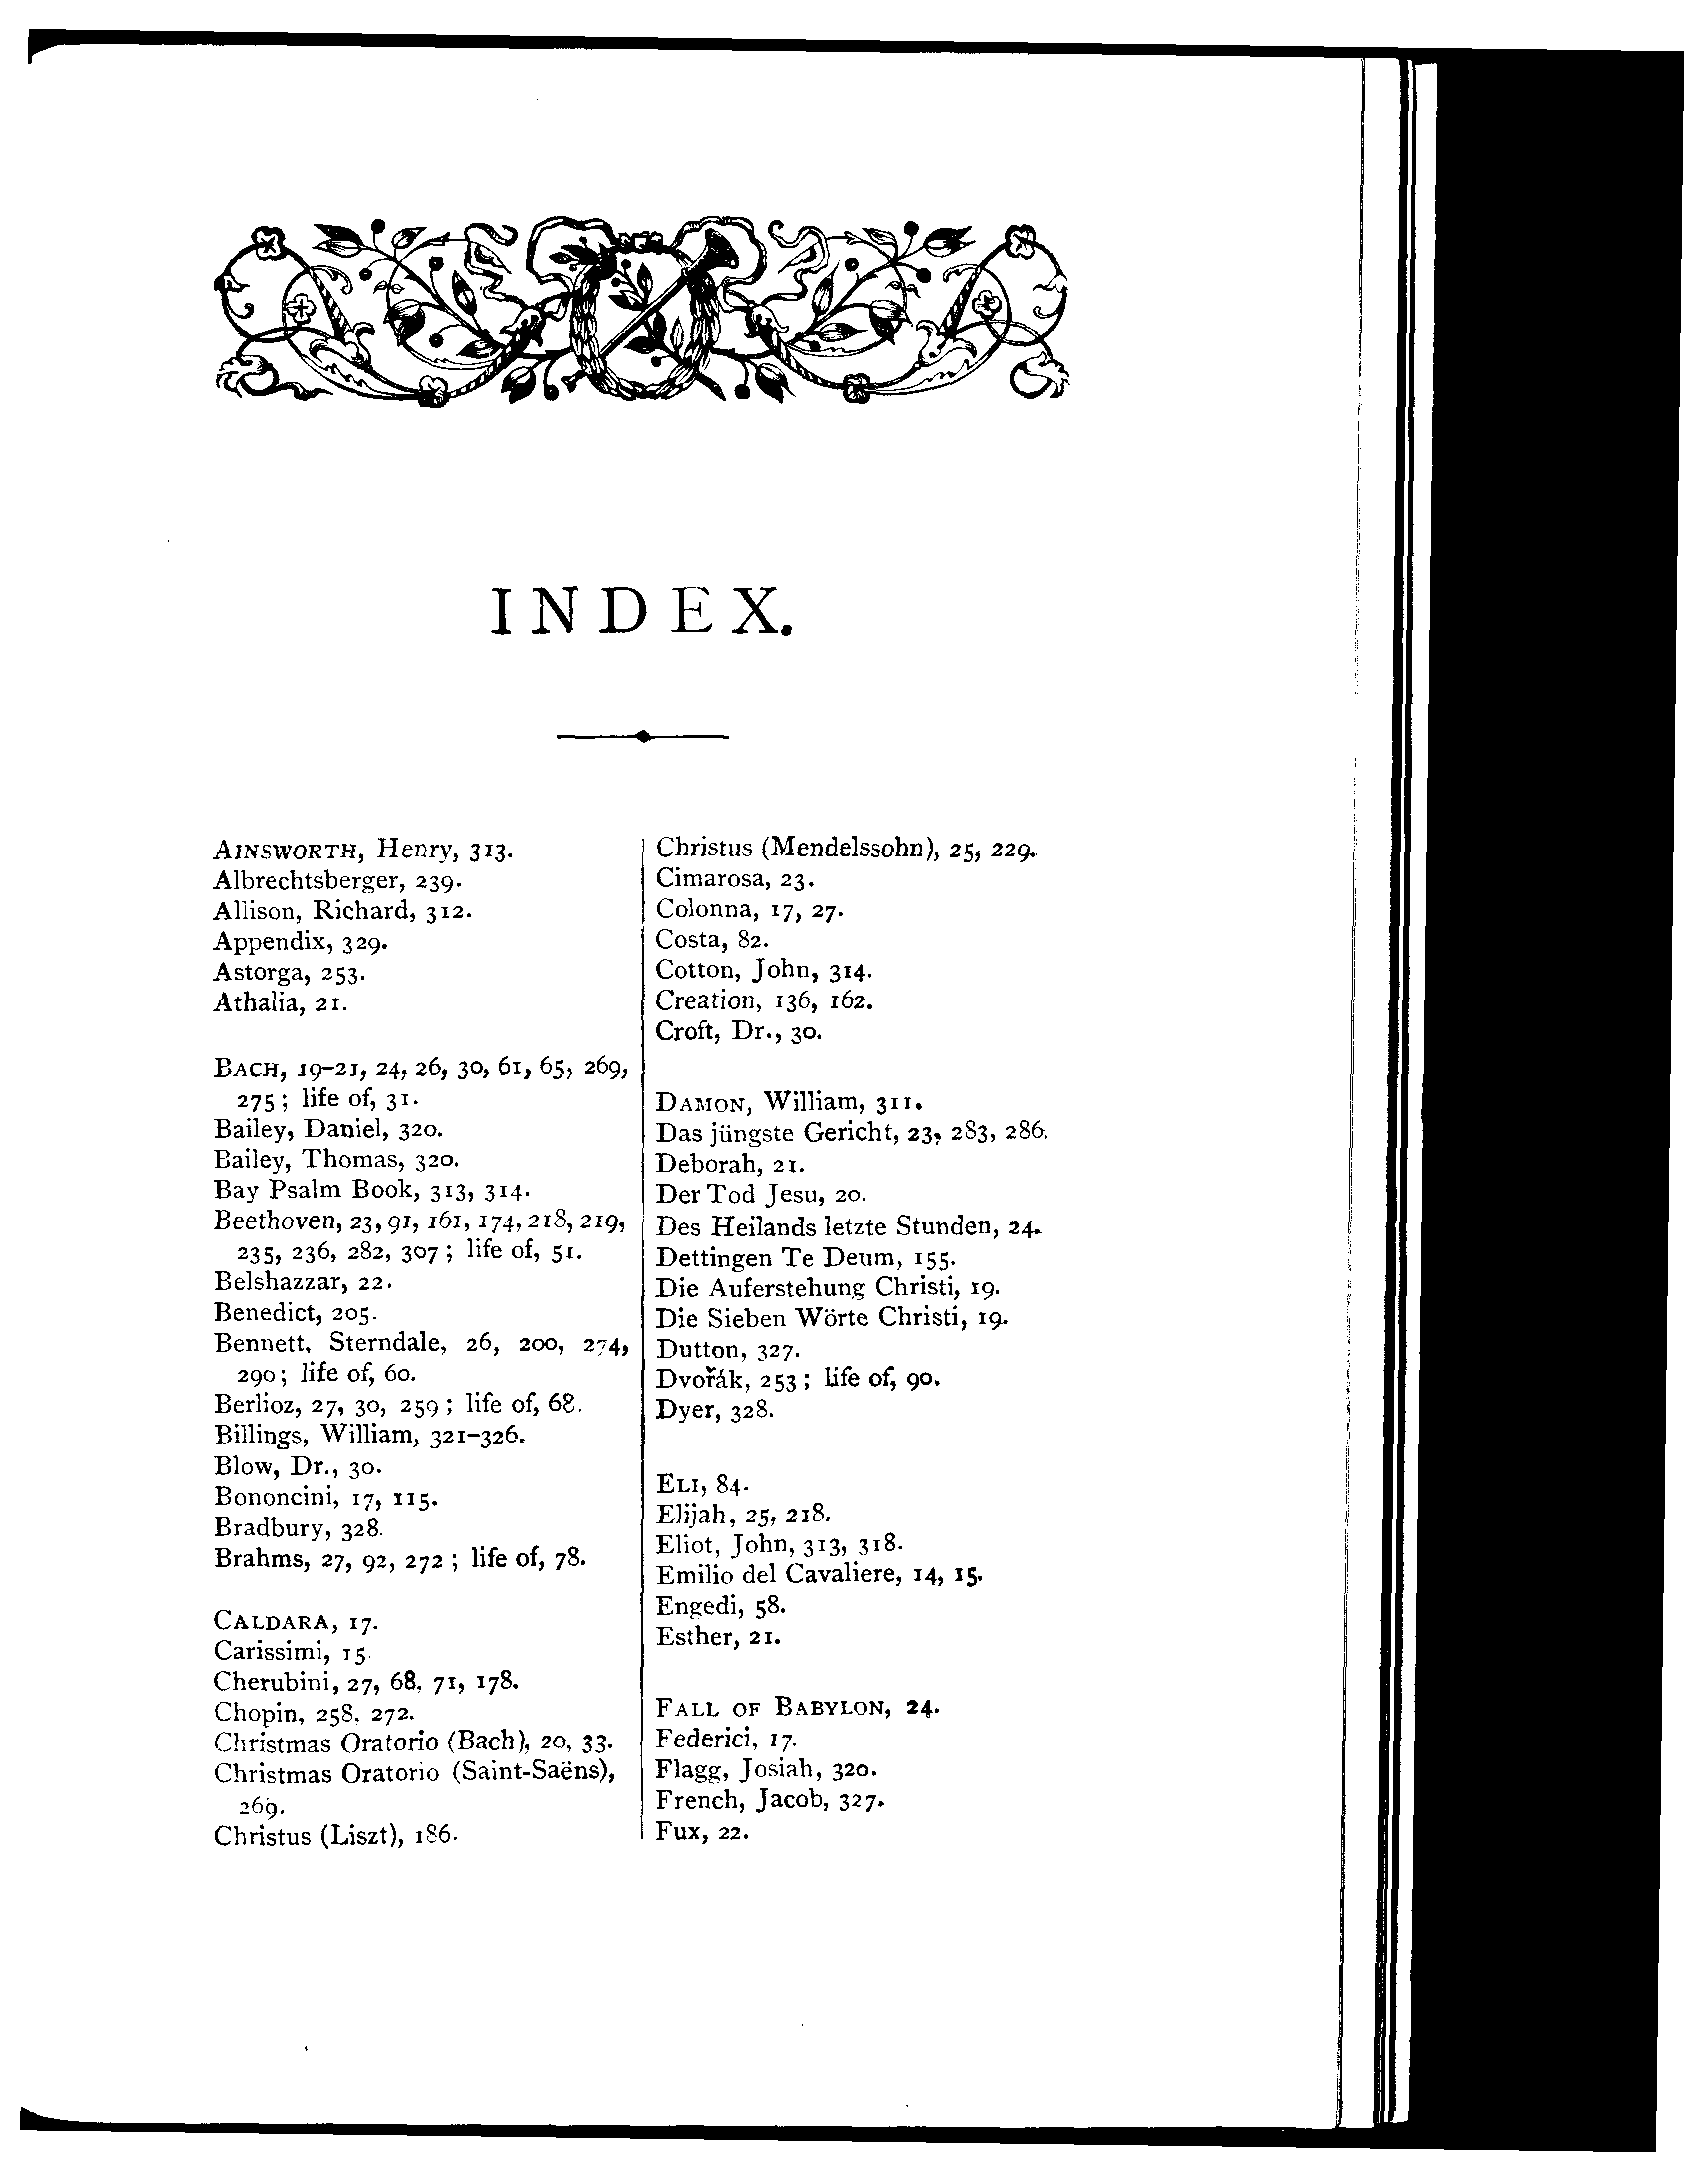 INDEX.
AINSWORTH, Henry, 313.
Albrechtsberger, 239.
Allison, Richard, 312.
Appendix, 329.
Astorga, 253.
Athalia, 21.
BACH, 19–21, 24, 26, 30, 61, 65, 269,
275; life of, 31.
Bailey, Daniel, 320.
Bailey, Thomas, 320.
Bay Psalm Book, 313, 314.
Beethoven, 23, 91, 161, 174, 218, 219,
235, 236, 282, 307; life of, 51.
Belshazzar, 22.
Benedict, 205.
Bennett, Sterndale, 26, 200, 274,
290; life of, 60.
Berlioz, 27, 30, 259; life of, 68.
Billings, William, 321–326.
Blow, Dr., 30.
Bononcini, 17, 115.
Bradbury, 328.
Brahms, 27, 92, 272; life of, 78.
CALDARA, 17.
Carissimi, 15.
Cherubini, 27, 68, 71, 178.
Chopin, 258, 272.
Christmas Oratorio (Bach), 20, 33.
Christmas Oratorio (Saint-Saëns),
269.
Christus (Liszt), 186.
Christus (Mendelssohn), 25, 229.
Cimarosa, 23.
Colonna, 17, 27.
Costa, 82.
Cotton, John, 314.
Creation, 136, 162.
Croft, Dr., 30.
DAMON, William, 311.
Das jüngste Gericht, 23, 283, 286.
Deborah, 21.
Der Tod Jesu, 20.
Des Heilands letzte Stunden, 24.
Dettingen Te Deum, 155.
Die Auferstehung Christi, 19.
Die Sieben Wörte Christi, 19.
Dutton, 327.
Dvořák, 253; life of, 90.
Dyer, 328.
ELI, 84.
Elijah, 25, 218.
Eliot, John, 313, 318.
Emilio del Cavaliere, 14, 15.
Engedi, 58.
Esther, 21.
FALL OF BABYLON, 24.
Federici, 17.
Flagg, Josiah, 320.
French, Jacob, 327.
Fux, 22.